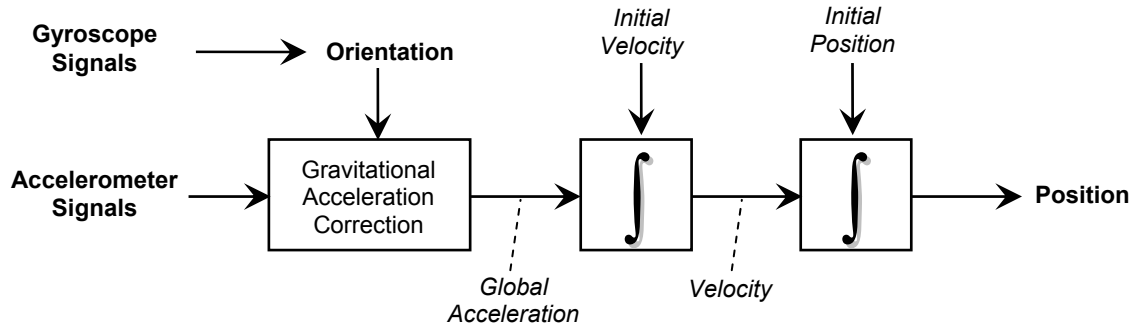 Gyroscope
Signals
Orientation
Initial
Velocity
Initial
Position
Accelerometer
Signals
Gravitational
Acceleration
Correction
∫
∫
Position
Global
Acceleration
Velocity